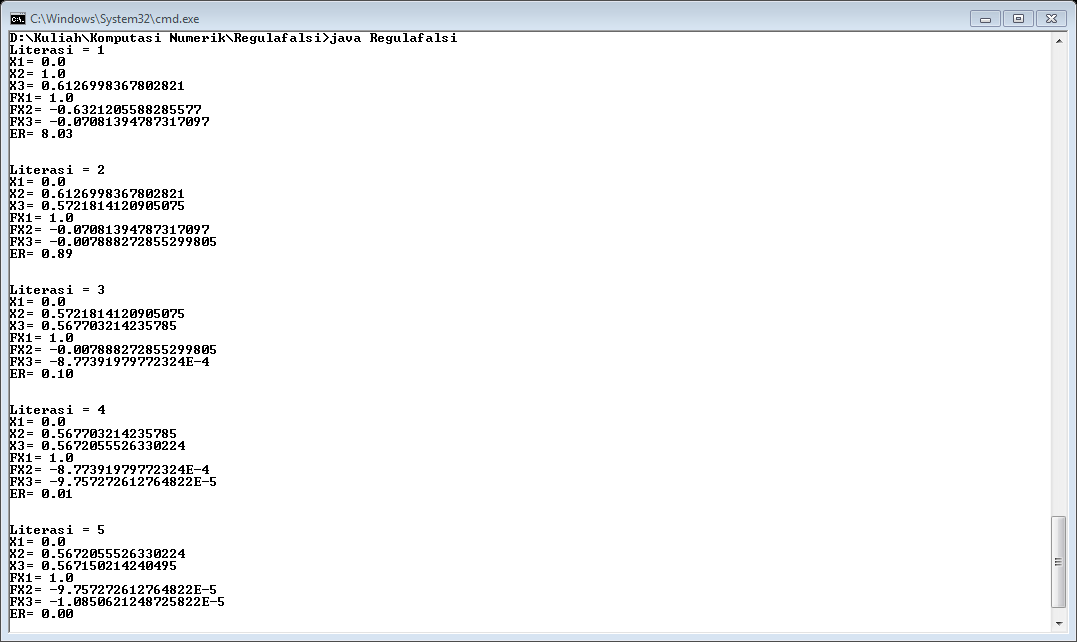 C:\Windows\System32\cmd.exe
D:\Kuliah\Komputasi Numerik\Regulafalsi>java Regulafalsi
Literasi = 1
X1= 0.0
X2= 1.0
X3= 0.6126998367802821
FX1= 1.0
FX2= -0.6321205588285577
FX3= -0.07081394787317097
ER= 8.03
Literasi = 2
X1= 0.0
X2= 0.6126998367802821
X3= 0.5721814120905075
FX1= 1.0
FX2= -0.07081394787317097
FX3= -0.007888272855299805
ER= 0.89
Literasi = 3
X1= 0.0
X2= 0.5721814120905075
X3= 0.567703214235785
FX1= 1.0
FX2= -0.007888272855299805
FX3= -8.77391979772324E-4
ER= 0.10
Literasi = 4
X1= 0.0
X2= 0.567703214235785
X3= 0.5672055526330224
FX1= 1.0
FX2= -8.77391979772324E-4
FX3= -9.757272612764822E-5
ER= 0.01
Literasi = 5
X1= 0.0
X2= 0.5672055526330224
X3= 0.567150214240495
FX1= 1.0
FX2= -9.757272612764822E-5
FX3= -1.0850621248725822E-5
ER= 0.00